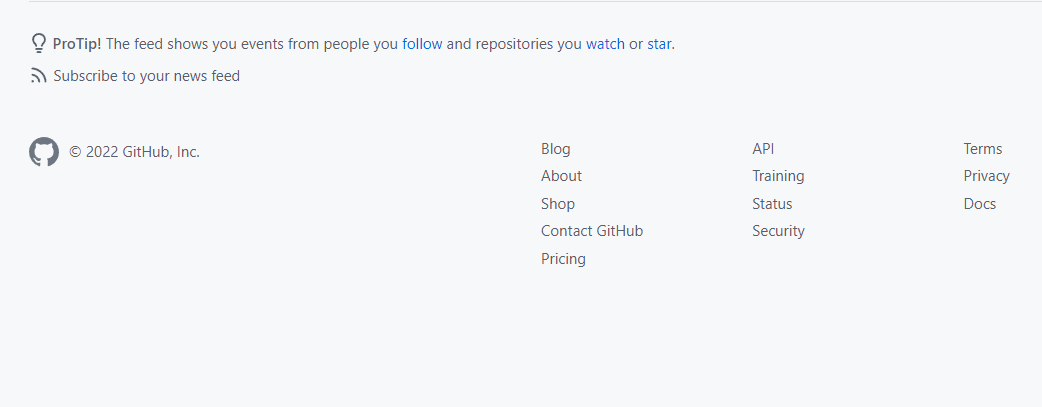 ProTip! The feed shows you events from people you follow and repositories you watch or star.
Subscribe to your news feed
© 2022 GitHub, Inc.
Blog
About
Shop
Contact GitHub
Pricing
API
Training
Status
Security
Terms
Privacy
Docs